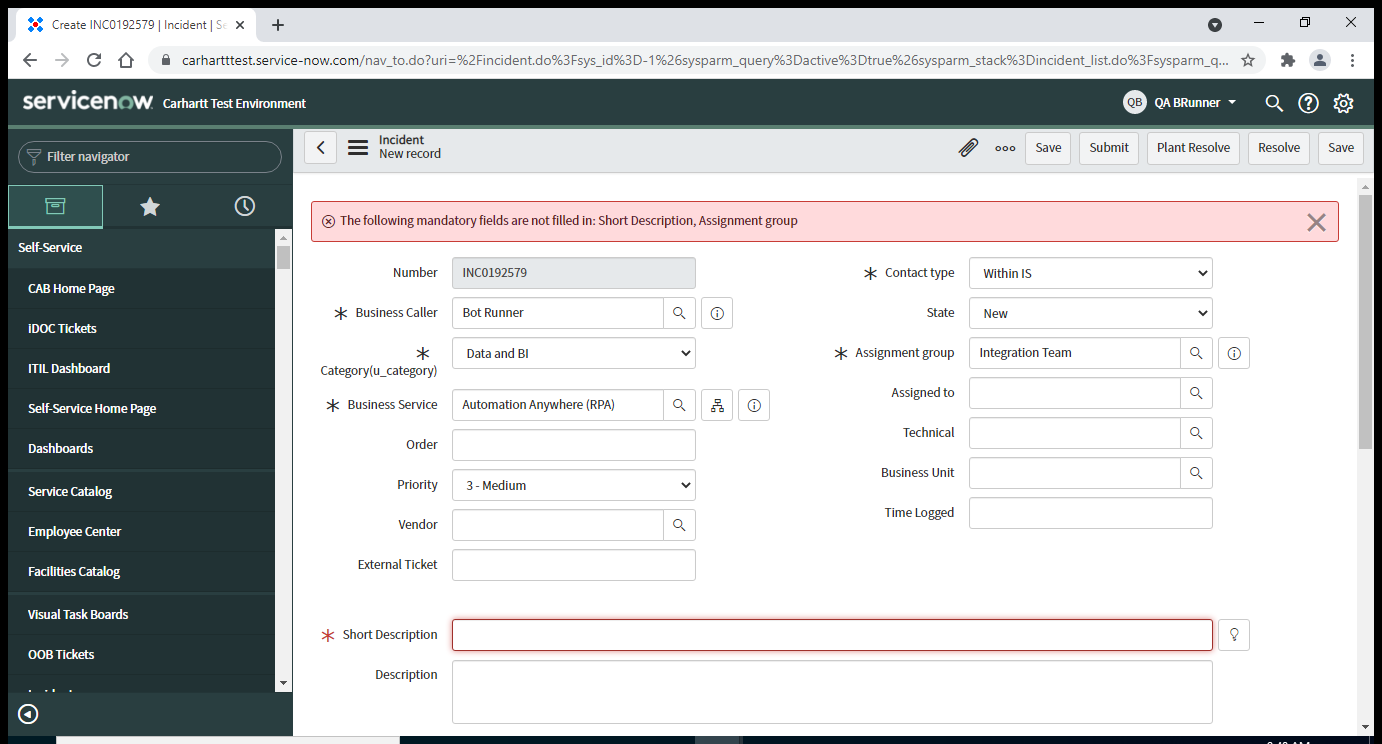 Create INC0192579 | Incident | Se
carhartttest.service-now.com/nav_to.do?uri=%2Fincident.do%3Fsys_id%3D-1%26sysparm_query%3Dactive%3Dtrue%26sysparm_stack%3Dincident_list.do%3Fsysparm_q...
servicenow Carhartt Test Environment
QB QA BRunner
Filter navigator
Incident
New record
Save Submit Plant Resolve Resolve Save
The following mandatory fields are not filled in: Short Description, Assignment group
Self-Service
CAB Home Page
iDOC Tickets
ITIL Dashboard
Self-Service Home Page
Dashboards
Service Catalog
Employee Center
Facilities Catalog
Visual Task Boards
OOB Tickets
Number INC0192579
Business Caller Bot Runner
Category(u_category) Data and BI
Business Service Automation Anywhere (RPA)
Order
Priority 3 - Medium
Vendor
External Ticket
Contact type Within IS
State New
Assignment group Integration Team
Assigned to
Technical
Business Unit
Time Logged
Short Description
Description